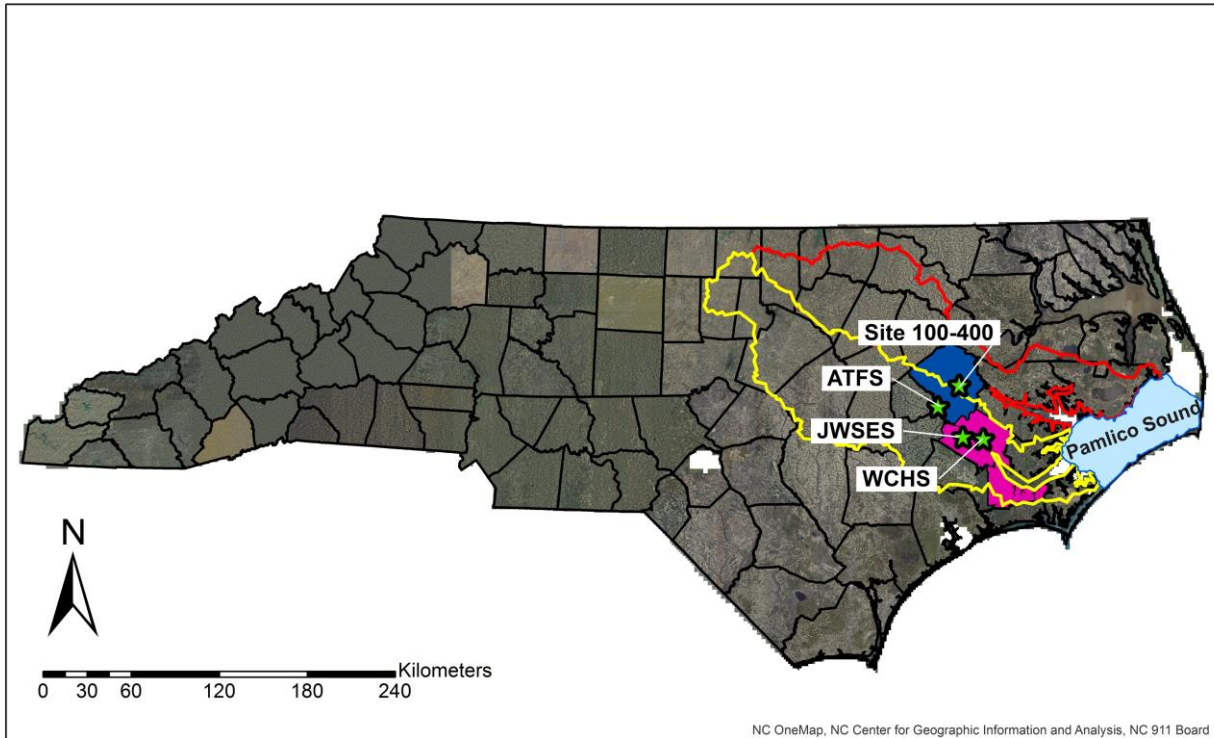 Site 100-400
ATFS
JWSES
WCHS
Pamlico Sound
N
Kilometers
0 30 60 120 180 240
NC OneMap, NC Center for Geographic Information and Analysis, NC 911 Board